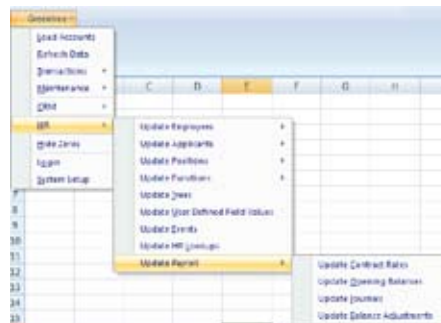 Load Accounts
Refresh Data
Transactions
Maintenance
CRM
HR
Hide Zeros
Login
System Setup
C D E F G H
Update Employees
Update Applicants
Update Positions
Update Functions
Update Trees
Update User Defined Field Values
Update Events
Update HR Lookups
Update Payroll
Update Contract Rates
Update Opening Balances
Update Journals
Update Balance Adjustments
7
8
9
10
11
12
13
14
15